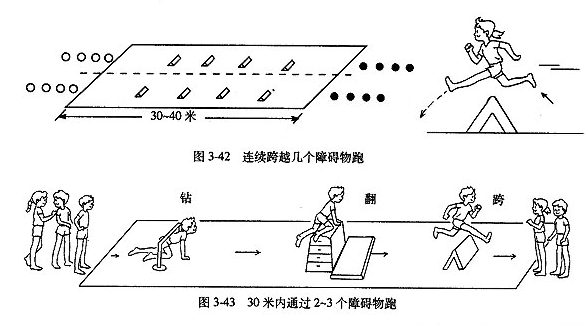 30~40 米
图 3-42 连续跨越几个障碍物跑
钻
翻
跨
图 3-43 30 米内通过 2~3 个障碍物跑